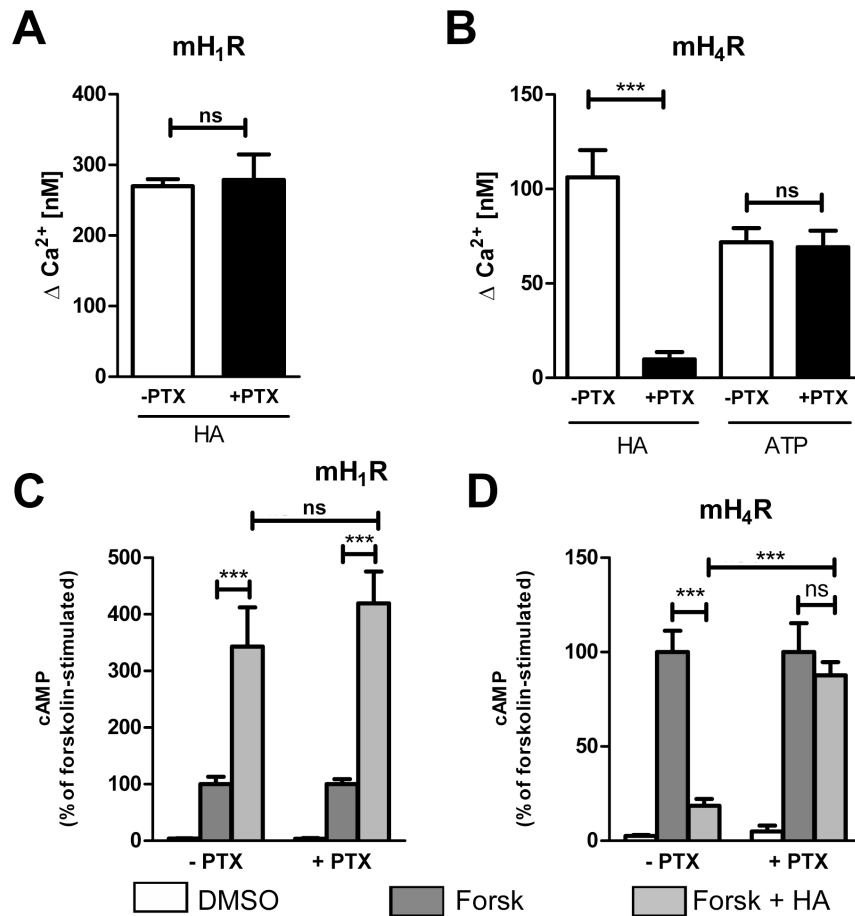 A
mH₁R
ns
400
300
200
100
0
Δ Ca²⁺ [nM]
-PTX +PTX
HA
B
mH₄R
***
ns
150
100
50
0
Δ Ca²⁺ [nM]
-PTX +PTX -PTX +PTX
HA ATP
C
mH₁R
ns
***
***
500
400
300
200
100
0
cAMP
(% of forskolin-stimulated)
- PTX + PTX
D
mH₄R
***
***
ns
150
100
50
0
cAMP
(% of forskolin-stimulated)
- PTX + PTX
DMSO Forsk Forsk + HA